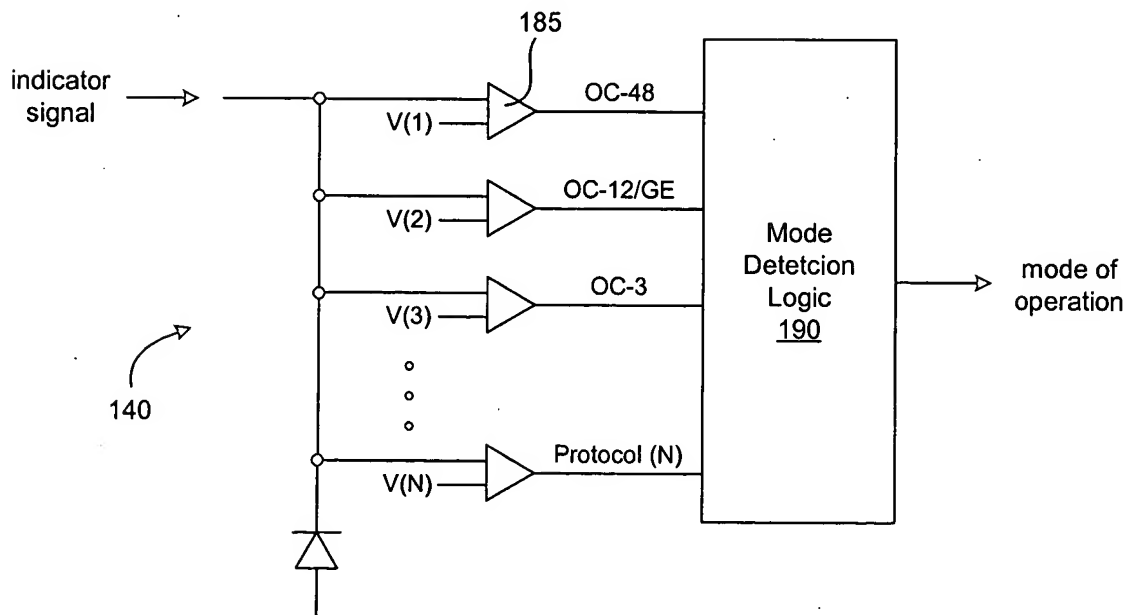 185
indicator
signal
OC-48
V(1)
OC-12/GE
V(2)
Mode
Detetcion
Logic
190
OC-3
V(3)
mode of
operation
140
Protocol (N)
V(N)